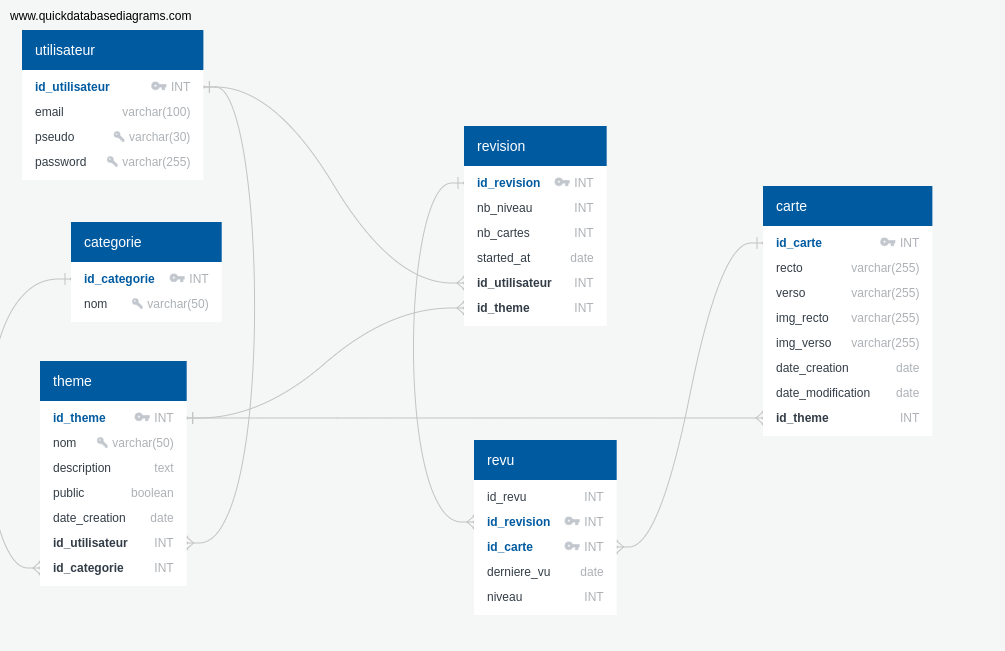 www.quickdatabasediagrams.com
utilisateur
id_utilisateur INT
email varchar(100)
pseudo varchar(30)
password varchar(255)
categorie
id_categorie INT
nom varchar(50)
theme
id_theme INT
nom varchar(50)
description text
public boolean
date_creation date
id_utilisateur INT
id_categorie INT
revision
id_revision INT
nb_niveau INT
nb_cartes INT
started_at date
id_utilisateur INT
id_theme INT
revu
id_revu INT
id_revision INT
id_carte INT
derniere_vu date
niveau INT
carte
id_carte INT
recto varchar(255)
verso varchar(255)
img_recto varchar(255)
img_verso varchar(255)
date_creation date
date_modification date
id_theme INT